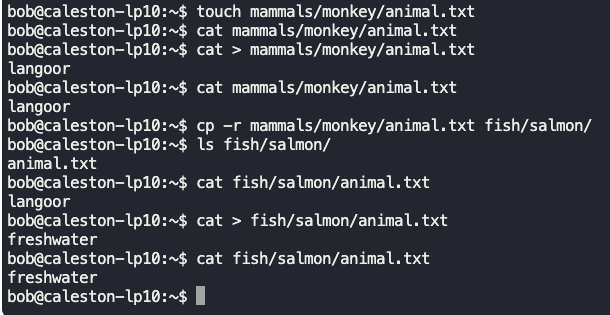 bob@caleston-lp10:~$ touch mammals/monkey/animal.txt
bob@caleston-lp10:~$ cat mammals/monkey/animal.txt
bob@caleston-lp10:~$ cat > mammals/monkey/animal.txt
langoor
bob@caleston-lp10:~$ cat mammals/monkey/animal.txt
langoor
bob@caleston-lp10:~$ cp -r mammals/monkey/animal.txt fish/salmon/
bob@caleston-lp10:~$ ls fish/salmon/
animal.txt
bob@caleston-lp10:~$ cat fish/salmon/animal.txt
langoor
bob@caleston-lp10:~$ cat > fish/salmon/animal.txt
freshwater
bob@caleston-lp10:~$ cat fish/salmon/animal.txt
freshwater
bob@caleston-lp10:~$